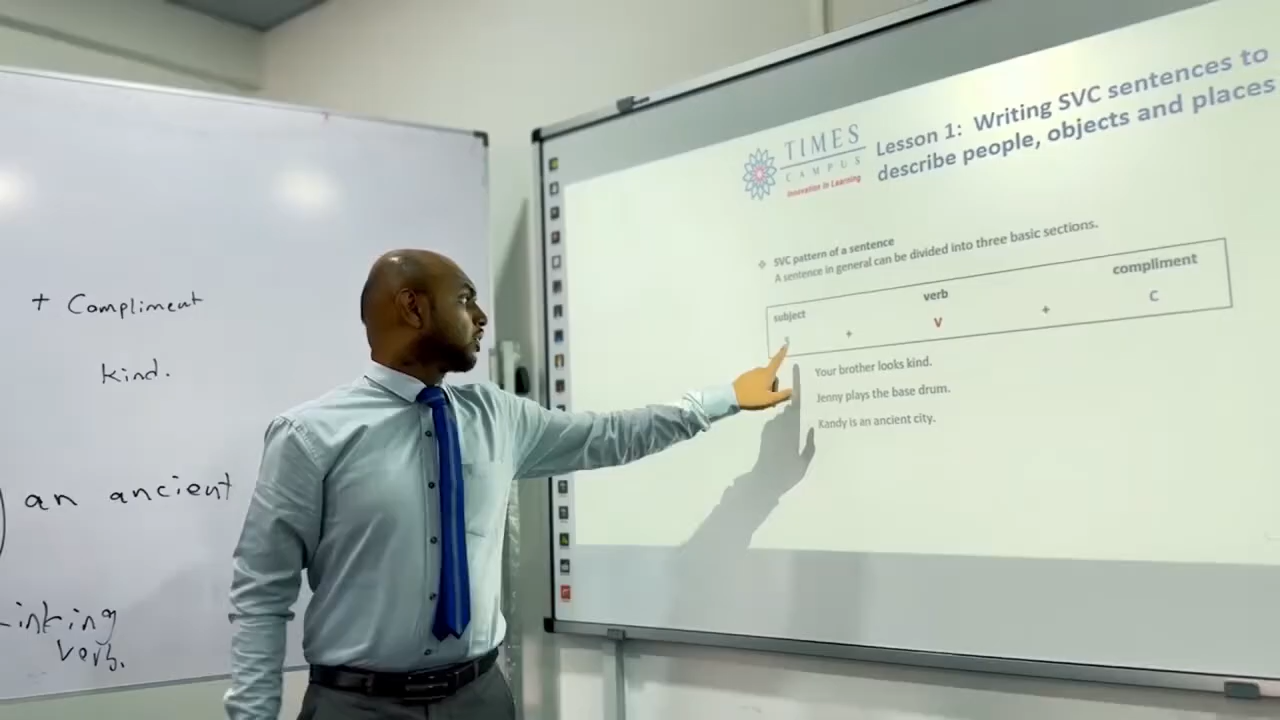 + Compliment
kind.
an ancient
verb.
TIMES
CAMPUS
Innovation in Learning
Lesson 1: Writing SVC sentences to
describe people, objects and places
SVC pattern of a sentence
A sentence in general can be divided into three basic sections.
subject verb compliment
S + V + C
Your brother looks kind.
Jenny plays the base drum.
Kandy is an ancient city.